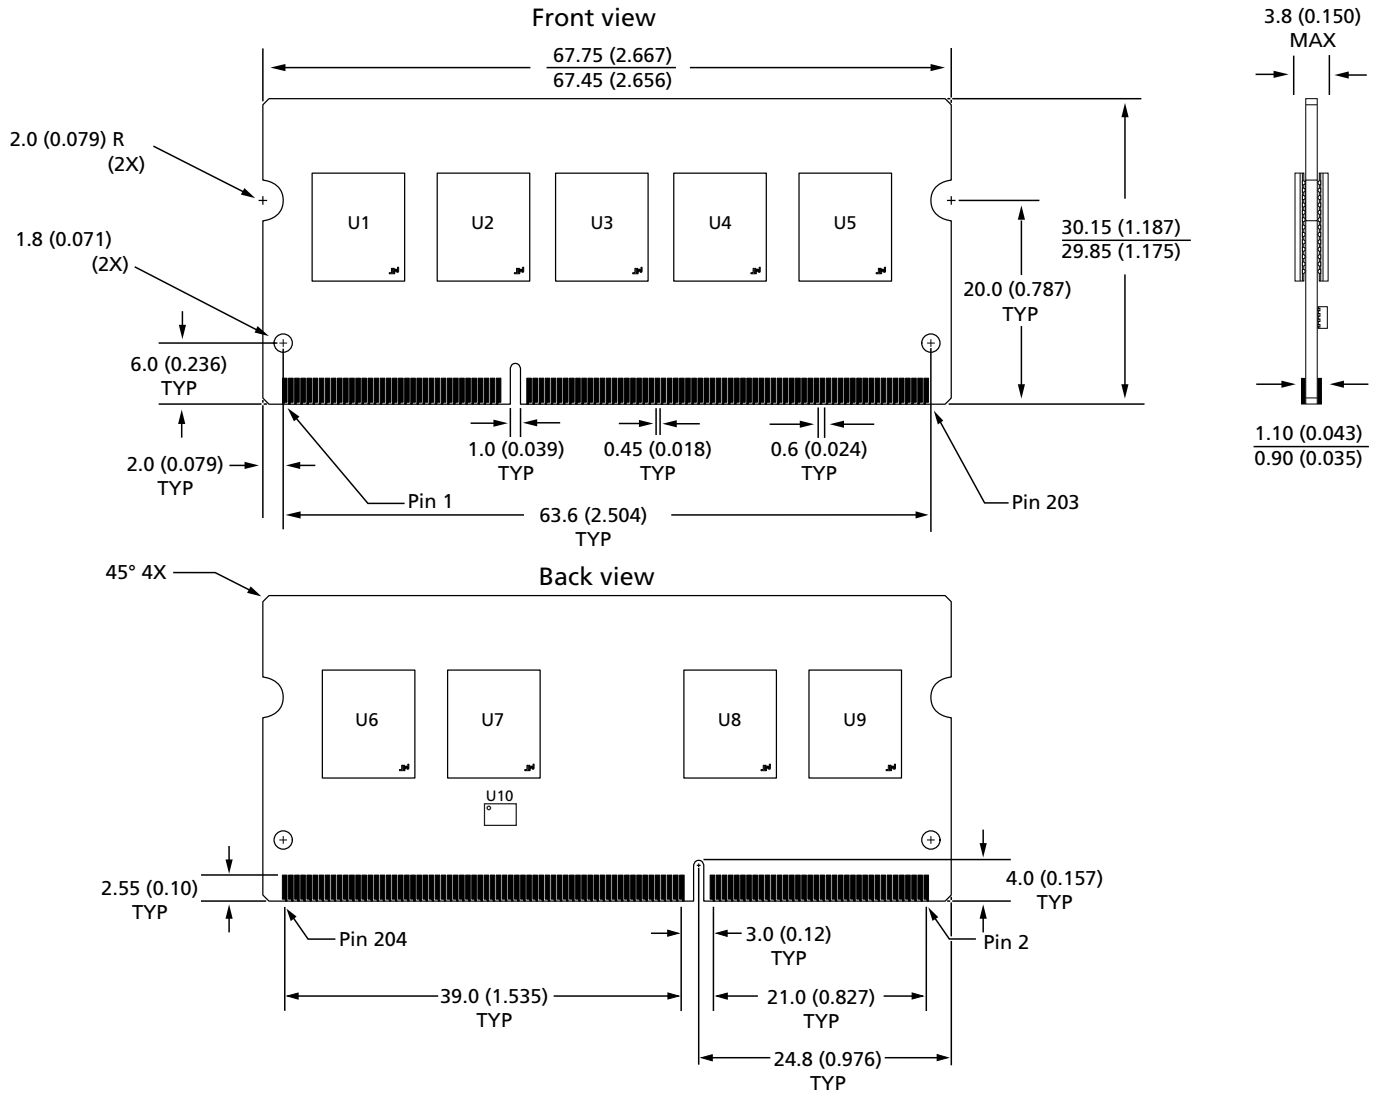 Front view
3.8 (0.150)
MAX
67.75 (2.667)
67.45 (2.656)
2.0 (0.079) R
(2X)
U1
U2
U3
U4
U5
1.8 (0.071)
(2X)
30.15 (1.187)
29.85 (1.175)
20.0 (0.787)
TYP
6.0 (0.236)
TYP
2.0 (0.079)
TYP
1.0 (0.039)
TYP
0.45 (0.018)
TYP
0.6 (0.024)
TYP
1.10 (0.043)
0.90 (0.035)
Pin 1
Pin 203
63.6 (2.504)
TYP
45° 4X
Back view
U6
U7
U8
U9
U10
2.55 (0.10)
TYP
4.0 (0.157)
TYP
Pin 204
3.0 (0.12)
TYP
Pin 2
39.0 (1.535)
TYP
21.0 (0.827)
TYP
24.8 (0.976)
TYP